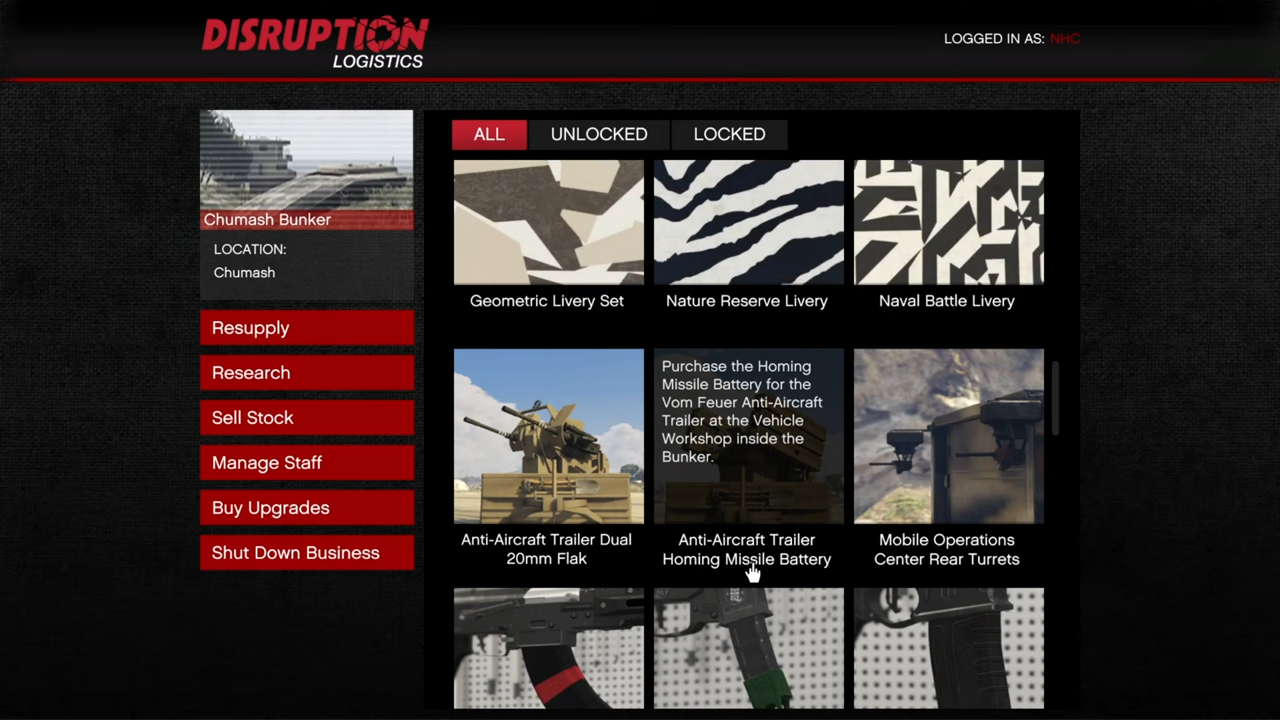 DISRUPTION
LOGISTICS
LOGGED IN AS: NHC
Chumash Bunker
LOCATION:
Chumash
Resupply
Research
Sell Stock
Manage Staff
Buy Upgrades
Shut Down Business
ALL
UNLOCKED
LOCKED
Geometric Livery Set
Nature Reserve Livery
Naval Battle Livery
Purchase the Homing
Missile Battery for the
Vom Feuer Anti-Aircraft
Trailer at the Vehicle
Workshop inside the
Bunker.
Anti-Aircraft Trailer Dual
20mm Flak
Anti-Aircraft Trailer
Homing Missile Battery
Mobile Operations
Center Rear Turrets